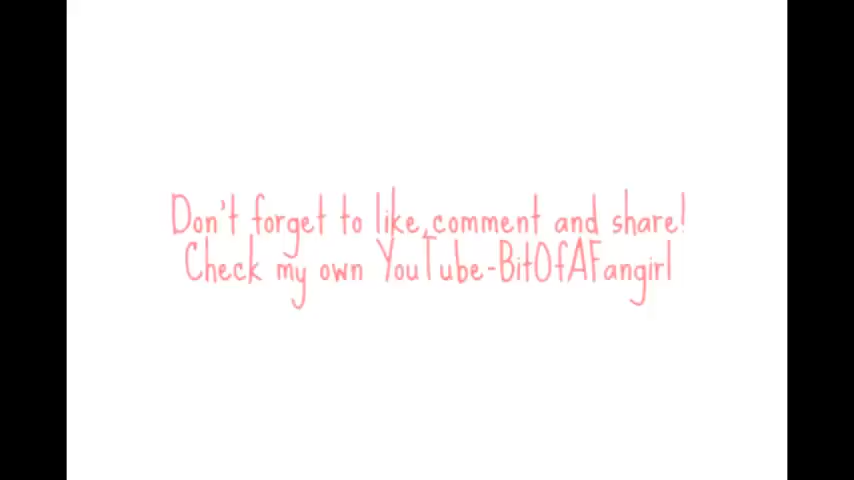 Don't forget to like,comment and share!
Check my own YouTube-BitOfAFangirl